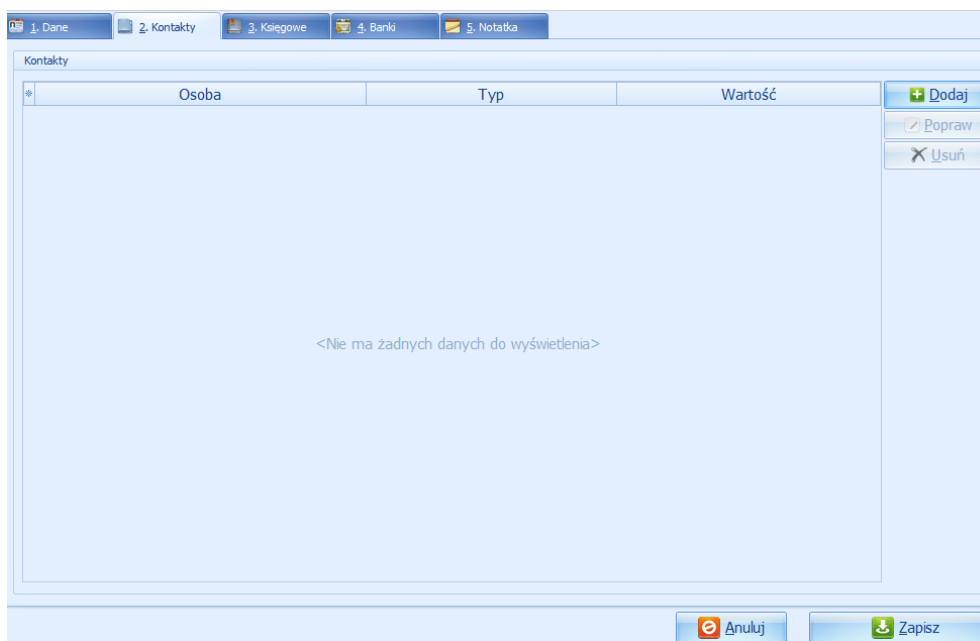 1. Dane 2. Kontakty 3. Księgowe 4. Banki 5. Notatka
Kontakty
Osoba Typ Wartość
Dodaj
Popraw
Usuń
<Nie ma żadnych danych do wyświetlenia>
Anuluj Zapisz